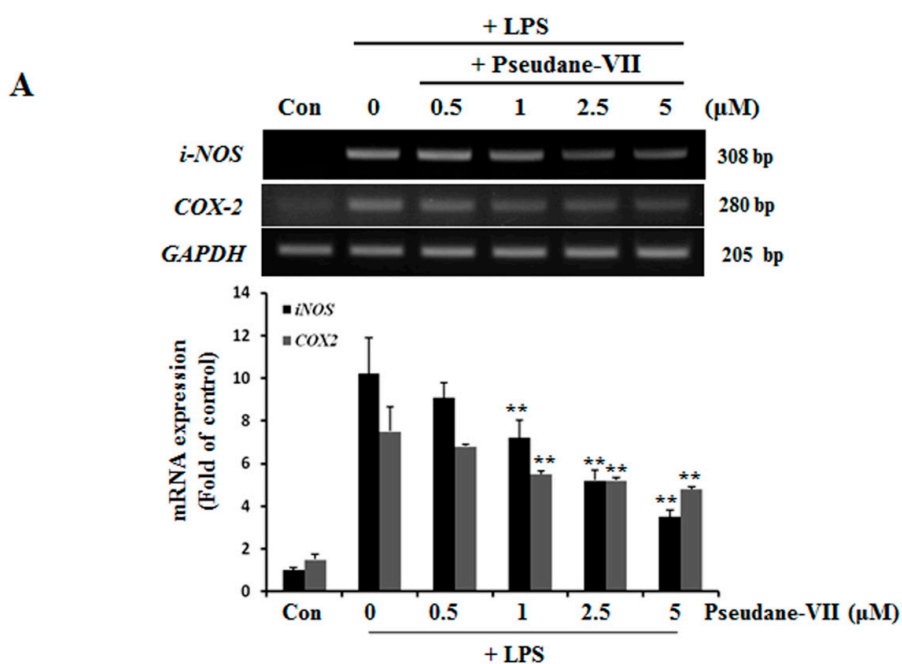 A
+ LPS
+ Pseudane-VII
Con 0 0.5 1 2.5 5 (μM)
i-NOS 308 bp
COX-2 280 bp
GAPDH 205 bp
mRNA expression
(Fold of control)
14
12
10
8
6
4
2
0
iNOS
COX2
** **
** **
** **
Con 0 0.5 1 2.5 5 Pseudane-VII (μM)
+ LPS